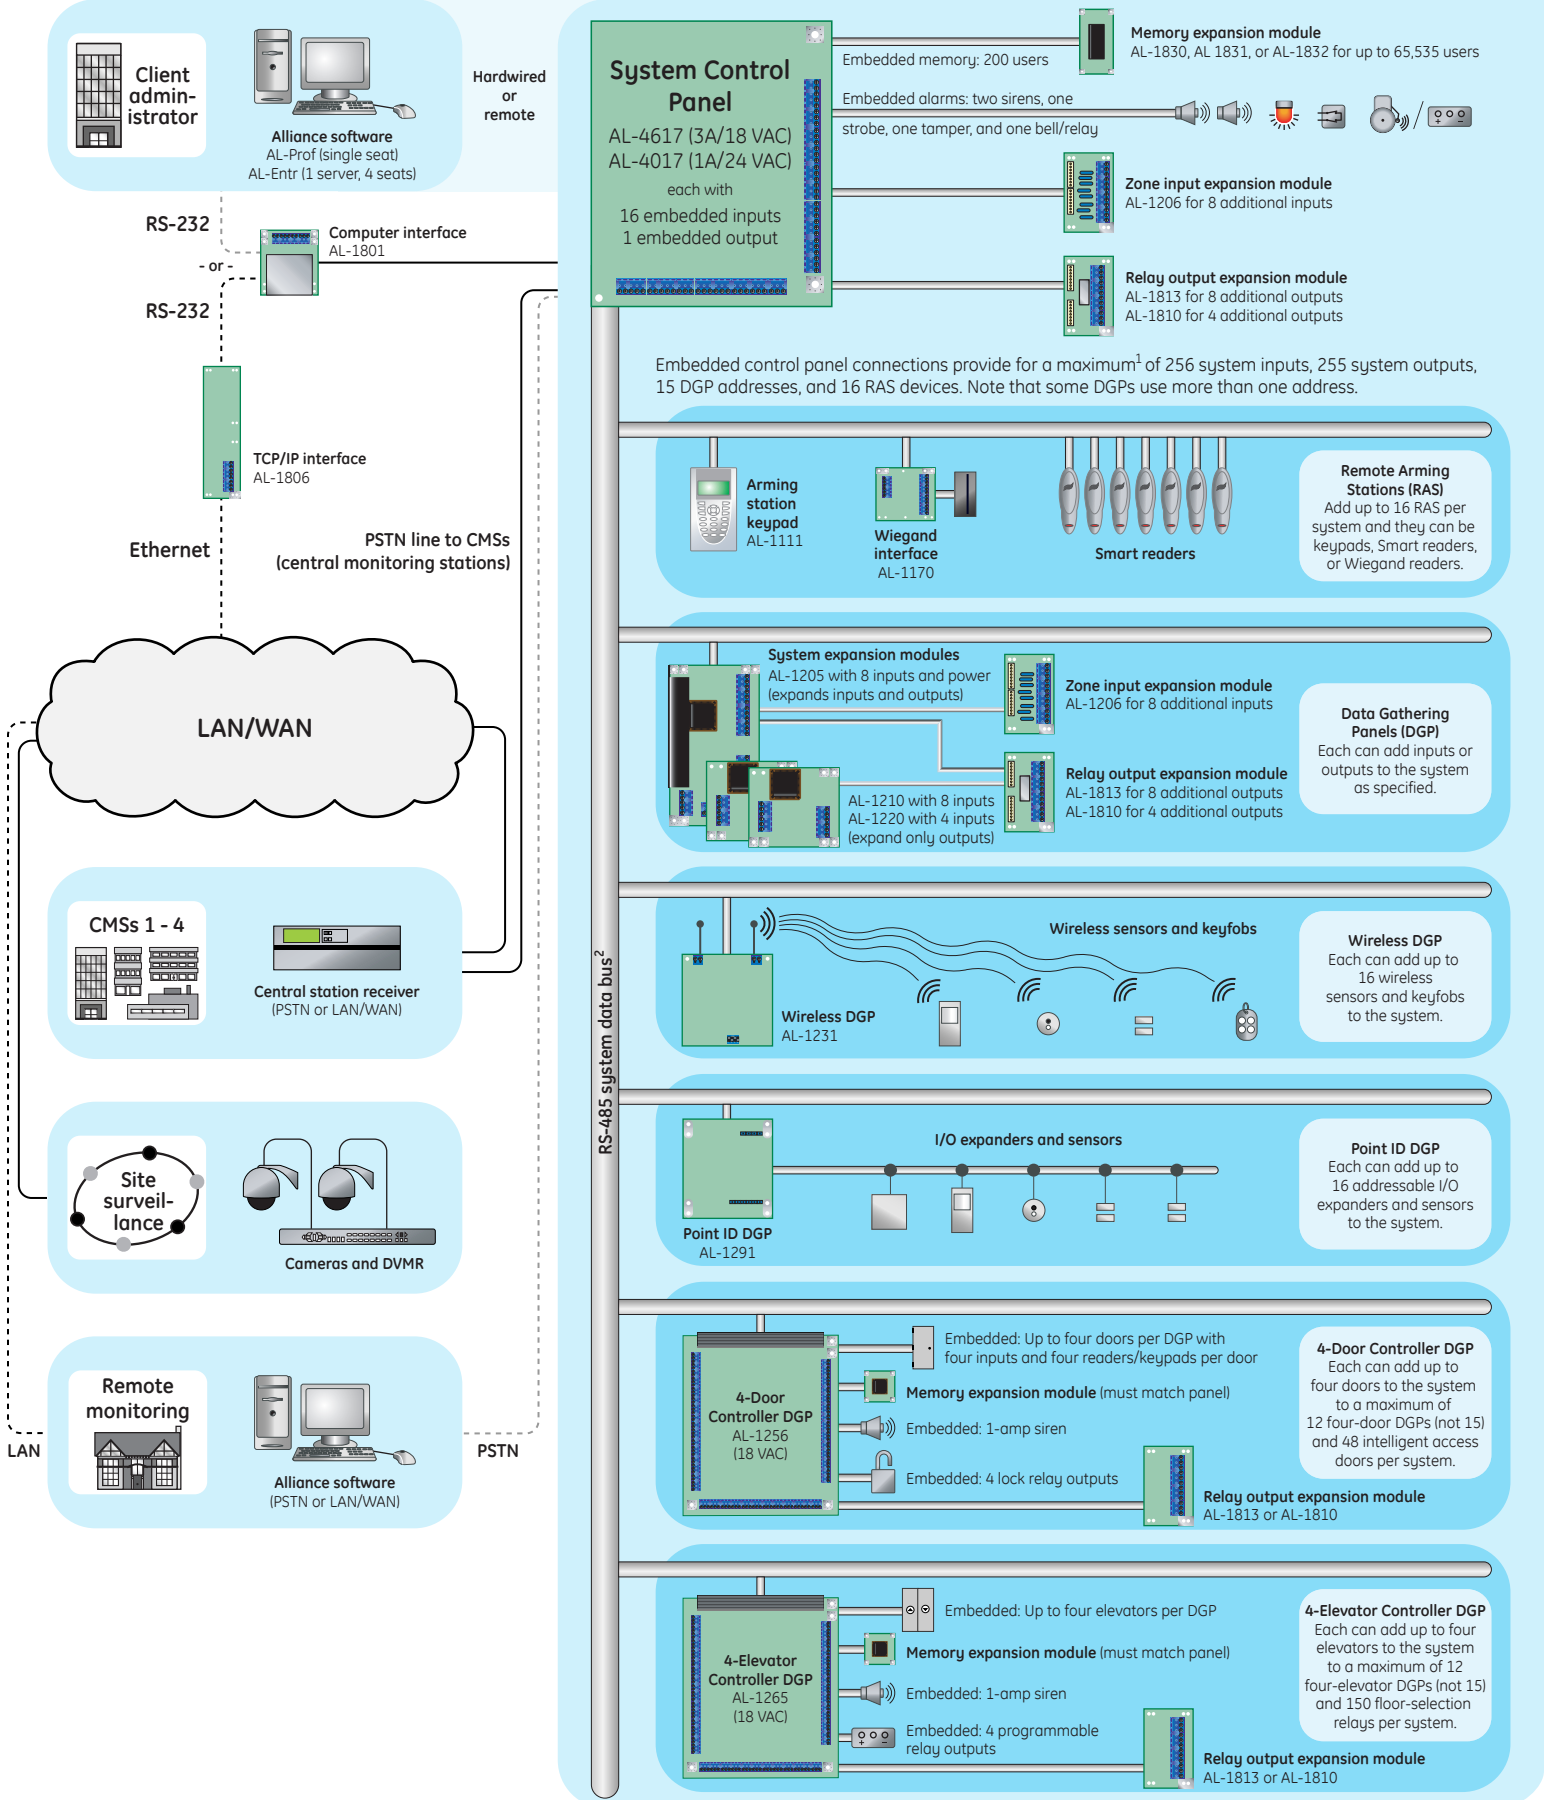 Client
admin-
istrator
Alliance software
AL-Prof (single seat)
AL-Entr (1 server, 4 seats)
Hardwired
or
remote
RS-232
- or -
RS-232
Computer interface
AL-1801
TCP/IP interface
AL-1806
Ethernet
PSTN line to CMSs
(central monitoring stations)
LAN/WAN
CMSs 1 - 4
Central station receiver
(PSTN or LAN/WAN)
Site
surveil-
lance
Cameras and DVMR
Remote
monitoring
Alliance software
(PSTN or LAN/WAN)
LAN
PSTN
System Control
Panel
AL-4617 (3A/18 VAC)
AL-4017 (1A/24 VAC)
each with
16 embedded inputs
1 embedded output
Embedded memory: 200 users
Memory expansion module
AL-1830, AL 1831, or AL-1832 for up to 65,535 users
Embedded alarms: two sirens, one
strobe, one tamper, and one bell/relay
Zone input expansion module
AL-1206 for 8 additional inputs
Relay output expansion module
AL-1813 for 8 additional outputs
AL-1810 for 4 additional outputs
Embedded control panel connections provide for a maximum1 of 256 system inputs, 255 system outputs,
15 DGP addresses, and 16 RAS devices. Note that some DGPs use more than one address.
RS-485 system data bus2
Arming
station
keypad
AL-1111
Wiegand
interface
AL-1170
Smart readers
Remote Arming
Stations (RAS)
Add up to 16 RAS per
system and they can be
keypads, Smart readers,
or Wiegand readers.
System expansion modules
AL-1205 with 8 inputs and power
(expands inputs and outputs)
AL-1210 with 8 inputs
AL-1220 with 4 inputs
(expand only outputs)
Zone input expansion module
AL-1206 for 8 additional inputs
Relay output expansion module
AL-1813 for 8 additional outputs
AL-1810 for 4 additional outputs
Data Gathering
Panels (DGP)
Each can add inputs or
outputs to the system
as specified.
Wireless sensors and keyfobs
Wireless DGP
AL-1231
Wireless DGP
Each can add up to
16 wireless
sensors and keyfobs
to the system.
I/O expanders and sensors
Point ID DGP
AL-1291
Point ID DGP
Each can add up to
16 addressable I/O
expanders and sensors
to the system.
4-Door
Controller DGP
AL-1256
(18 VAC)
Embedded: Up to four doors per DGP with
four inputs and four readers/keypads per door
Memory expansion module (must match panel)
Embedded: 1-amp siren
Embedded: 4 lock relay outputs
Relay output expansion module
AL-1813 or AL-1810
4-Door Controller DGP
Each can add up to
four doors to the system
to a maximum of
12 four-door DGPs (not 15)
and 48 intelligent access
doors per system.
4-Elevator
Controller DGP
AL-1265
(18 VAC)
Embedded: Up to four elevators per DGP
Memory expansion module (must match panel)
Embedded: 1-amp siren
Embedded: 4 programmable
relay outputs
Relay output expansion module
AL-1813 or AL-1810
4-Elevator Controller DGP
Each can add up to four
elevators to the system
to a maximum of 12
four-elevator DGPs (not 15)
and 150 floor-selection
relays per system.